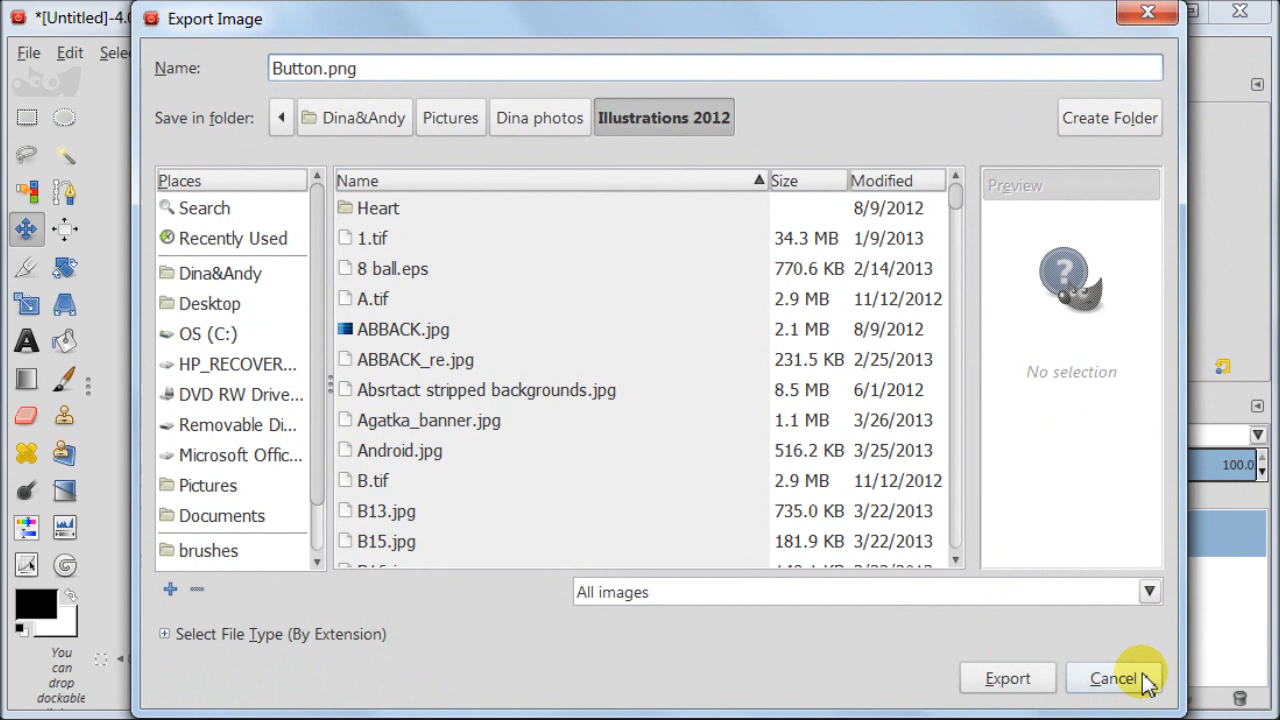 *[Untitled]-4.0
Export Image
File Edit Sele
Name: Button.png
Save in folder: Dina&Andy Pictures Dina photos Illustrations 2012 Create Folder
Places Name Size Modified Preview
Search Heart 8/9/2012
Recently Used 1.tif 34.3 MB 1/9/2013
Dina&Andy 8 ball.eps 770.6 KB 2/14/2013
Desktop A.tif 2.9 MB 11/12/2012
OS (C:) ABBACK.jpg 2.1 MB 8/9/2012
HP_RECOVER... ABBACK_re.jpg 231.5 KB 2/25/2013 No selection
DVD RW Drive... Absrtact stripped backgrounds.jpg 8.5 MB 6/1/2012
Removable Di... Agatka_banner.jpg 1.1 MB 3/26/2013
Microsoft Offic... Android.jpg 516.2 KB 3/25/2013
Pictures B.tif 2.9 MB 11/12/2012
Documents B13.jpg 735.0 KB 3/22/2013
brushes B15.jpg 181.9 KB 3/22/2013
100.0
All images
Select File Type (By Extension)
You
can
drop
dockable
Export Cancel